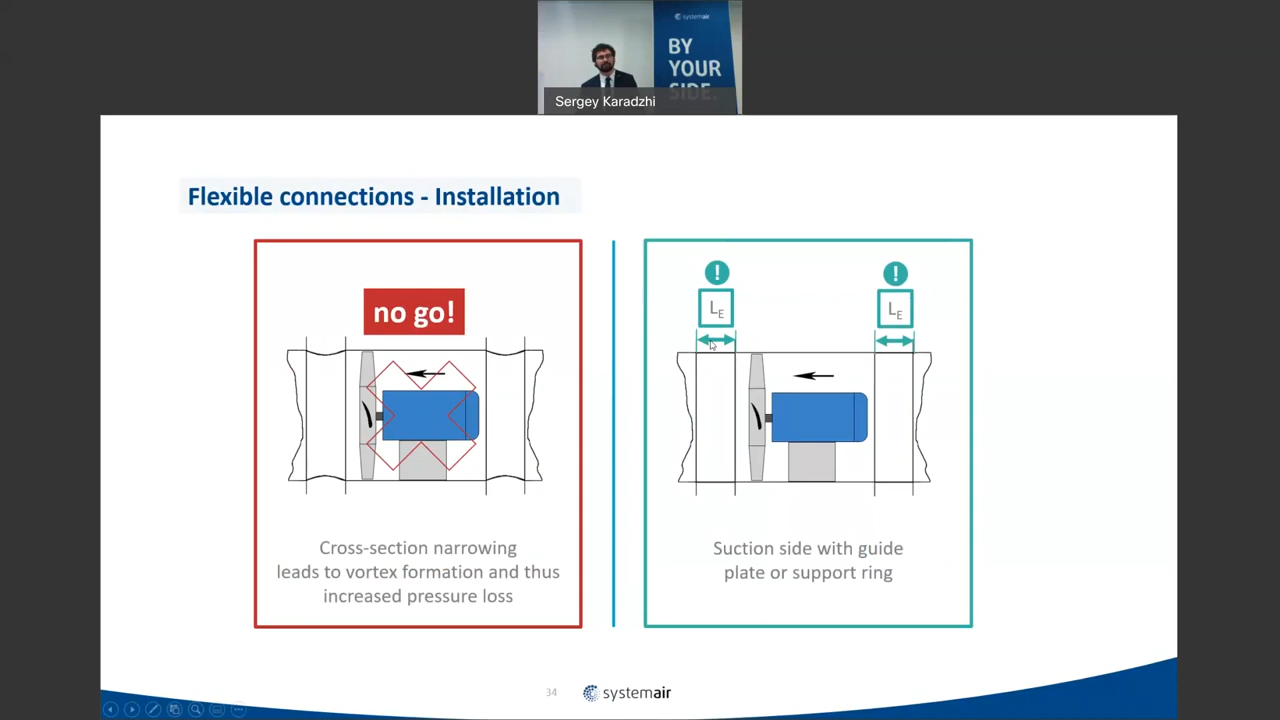 systemair
BY
YOUR
SIDE.
Sergey Karadzhi
Flexible connections - Installation
no go!
Cross-section narrowing
leads to vortex formation and thus
increased pressure loss
!
!
LE
LE
Suction side with guide
plate or support ring
34
systemair